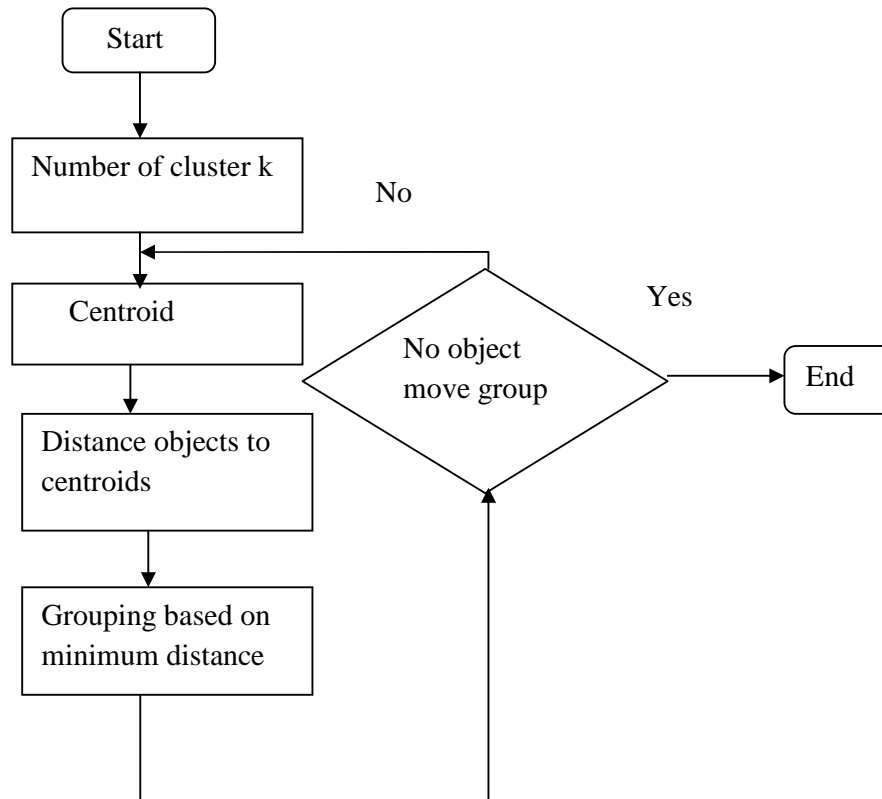 Start
Number of cluster k
No
Centroid
Yes
No object
move group
End
Distance objects to
centroids
Grouping based on
minimum distance